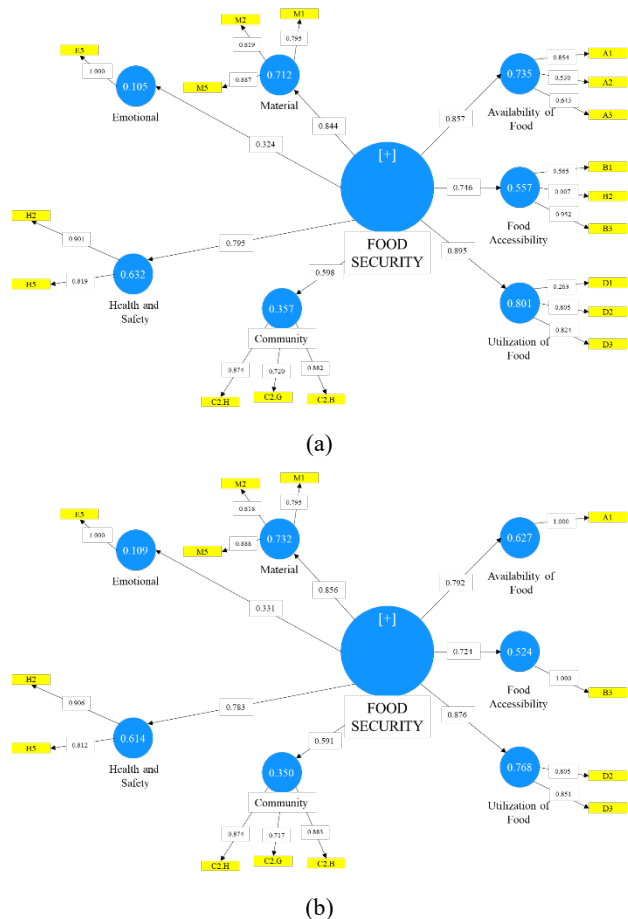 M2
M1
0.819
0.795
E5
1.000
0.887
M5
0.712
Material
0.105
Emotional
0.844
0.324
A1
0.854
0.530
A2
0.643
A3
0.735
Availability of
Food
0.857
[+]
FOOD
SECURITY
0.746
B1
0.565
0.007
B2
0.952
B3
0.557
Food
Accessibility
0.895
H2
0.901
0.819
H5
0.632
Health and
Safety
0.795
0.598
0.357
Community
0.874
0.720
0.882
C2.H
C2.G
C2.B
D1
0.263
0.805
D2
0.824
D3
0.801
Utilization of
Food
(a)
M2
M1
0.818
0.795
E5
1.000
0.888
M5
0.732
Material
0.109
Emotional
0.856
0.331
1.000
A1
0.627
Availability of
Food
0.792
[+]
FOOD
SECURITY
0.724
0.524
Food
Accessibility
1.000
B3
0.876
H2
0.906
0.812
H5
0.614
Health and
Safety
0.783
0.591
0.350
Community
0.874
0.717
0.883
C2.H
C2.G
C2.B
0.768
Utilization of
Food
0.805
D2
0.851
D3
(b)